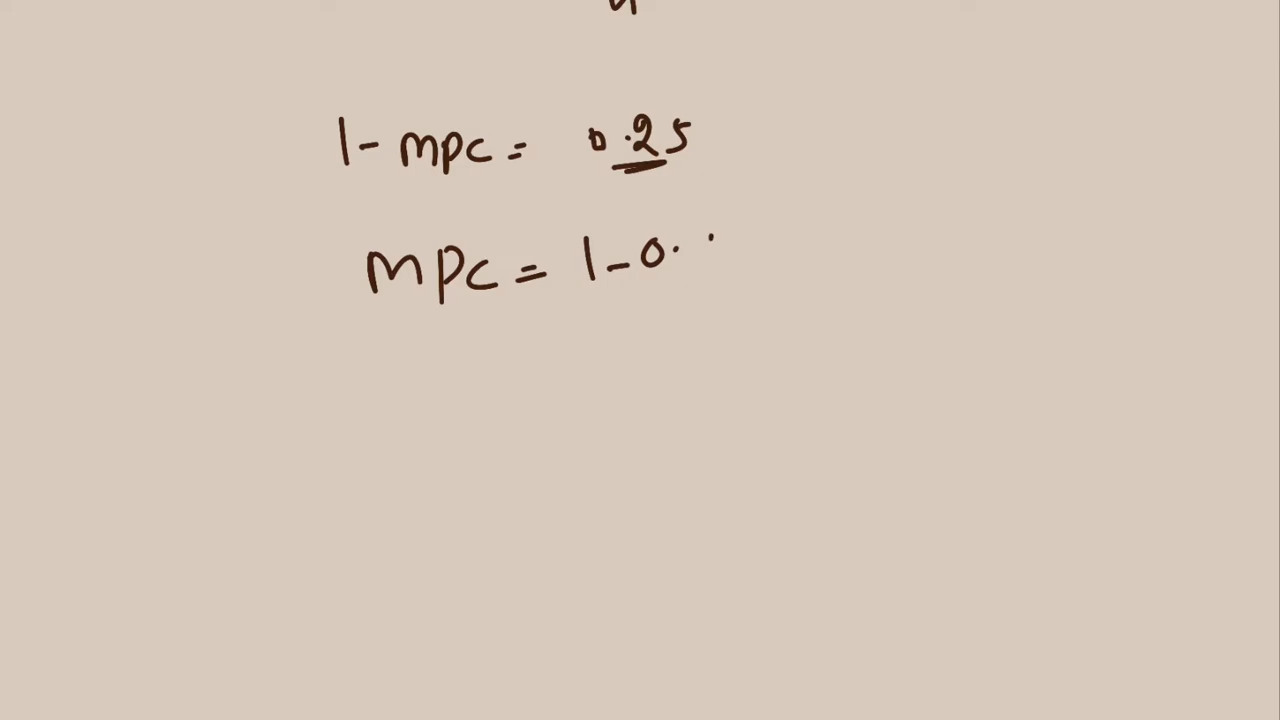 1 - mpc = 0.25
mpc = 1 - 0.